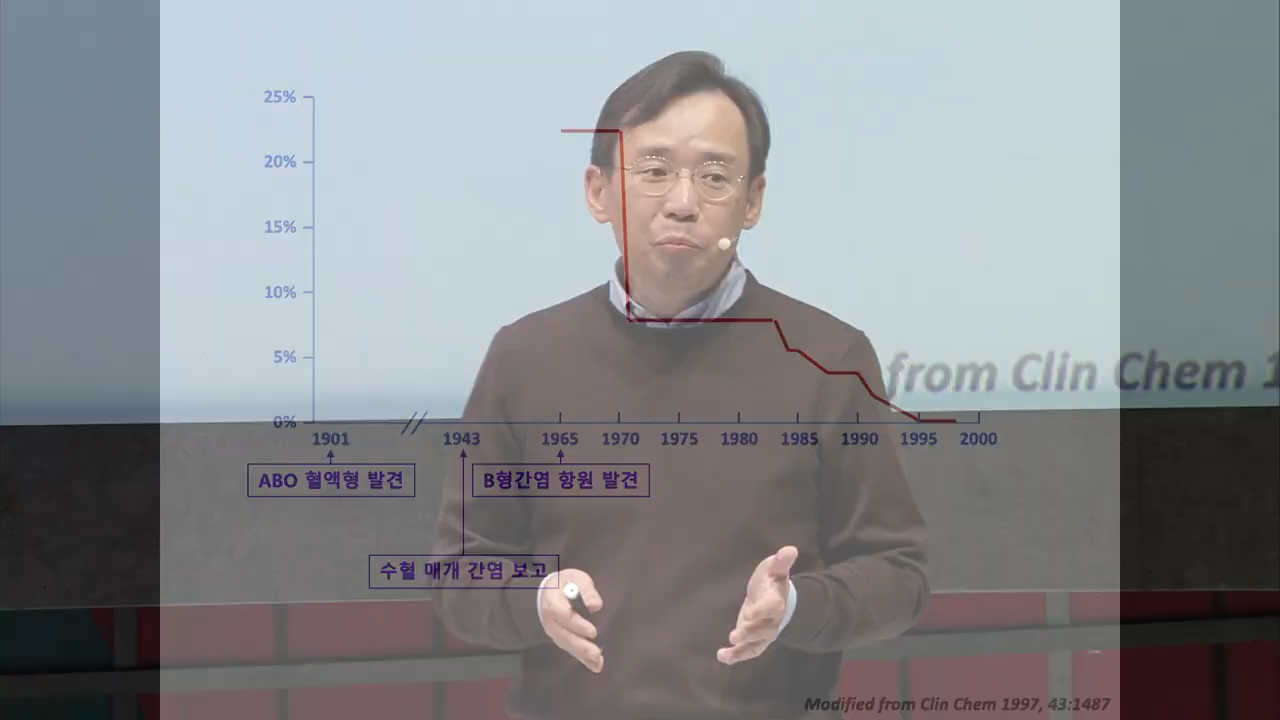 25%
20%
15%
10%
5%
0%
1901 1943 1965 1970 1975 1980 1985 1990 1995 2000
ABO 혈액형 발견
B형간염 항원 발견
수혈 매개 간염 보고
from Clin Chem 1
Modified from Clin Chem 1997, 43:1487